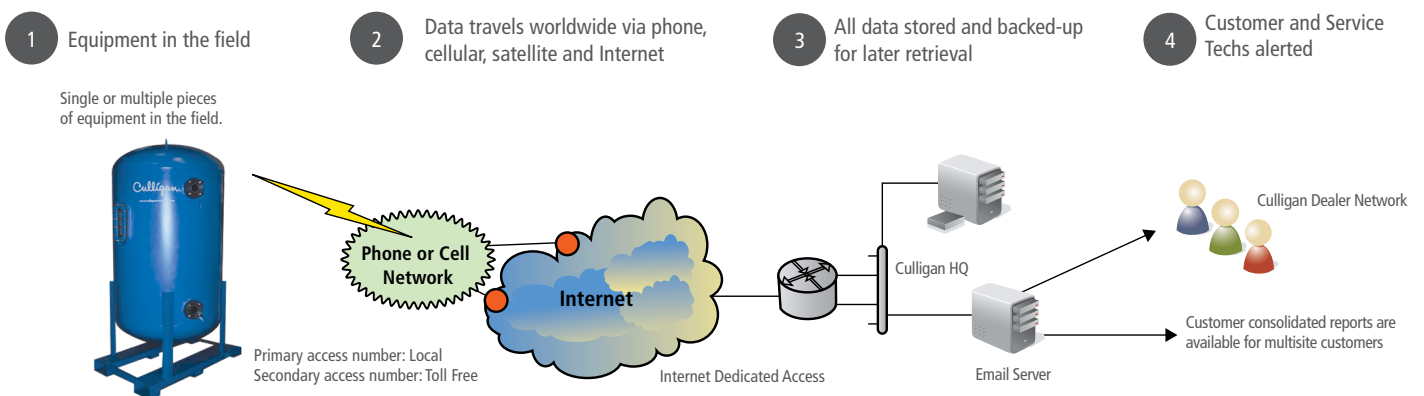 1
Equipment in the field
2
Data travels worldwide via phone,
cellular, satellite and Internet
3
All data stored and backed-up
for later retrieval
4
Customer and Service
Techs alerted
Single or multiple pieces
of equipment in the field.
Culligan
Phone or Cell
Network
Internet
Primary access number: Local
Secondary access number: Toll Free
Internet Dedicated Access
Culligan HQ
Email Server
Culligan Dealer Network
Customer consolidated reports are
available for multisite customers